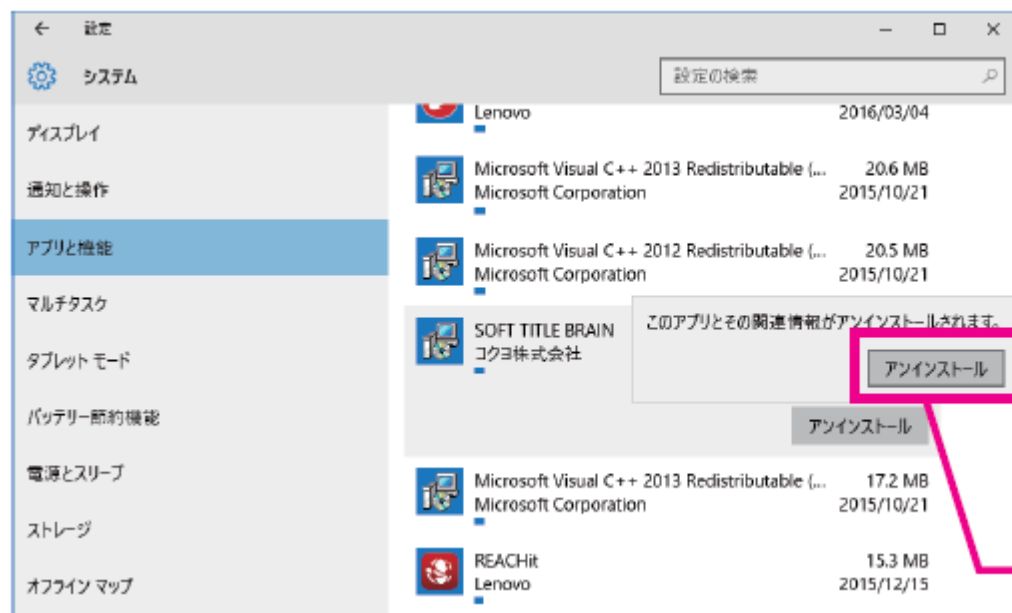 設定
システム
設定の検索
ディスプレイ
通知と操作
アプリと機能
マルチタスク
タブレット モード
バッテリー節約機能
電源とスリープ
ストレージ
オフライン マップ
Lenovo 2016/03/04
Microsoft Visual C++ 2013 Redistributable (... 20.6 MB
Microsoft Corporation 2015/10/21
Microsoft Visual C++ 2012 Redistributable (... 20.5 MB
Microsoft Corporation 2015/10/21
SOFT TITLE BRAIN
コクヨ株式会社
このアプリとその関連情報がアンインストールされます。
アンインストール
アンインストール
Microsoft Visual C++ 2013 Redistributable (... 17.2 MB
Microsoft Corporation 2015/10/21
REACHit 15.3 MB
Lenovo 2015/12/15